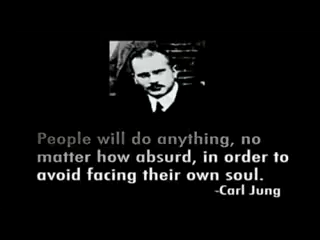 People will do anything, no
matter how absurd, in order to
avoid facing their own soul.
-Carl Jung